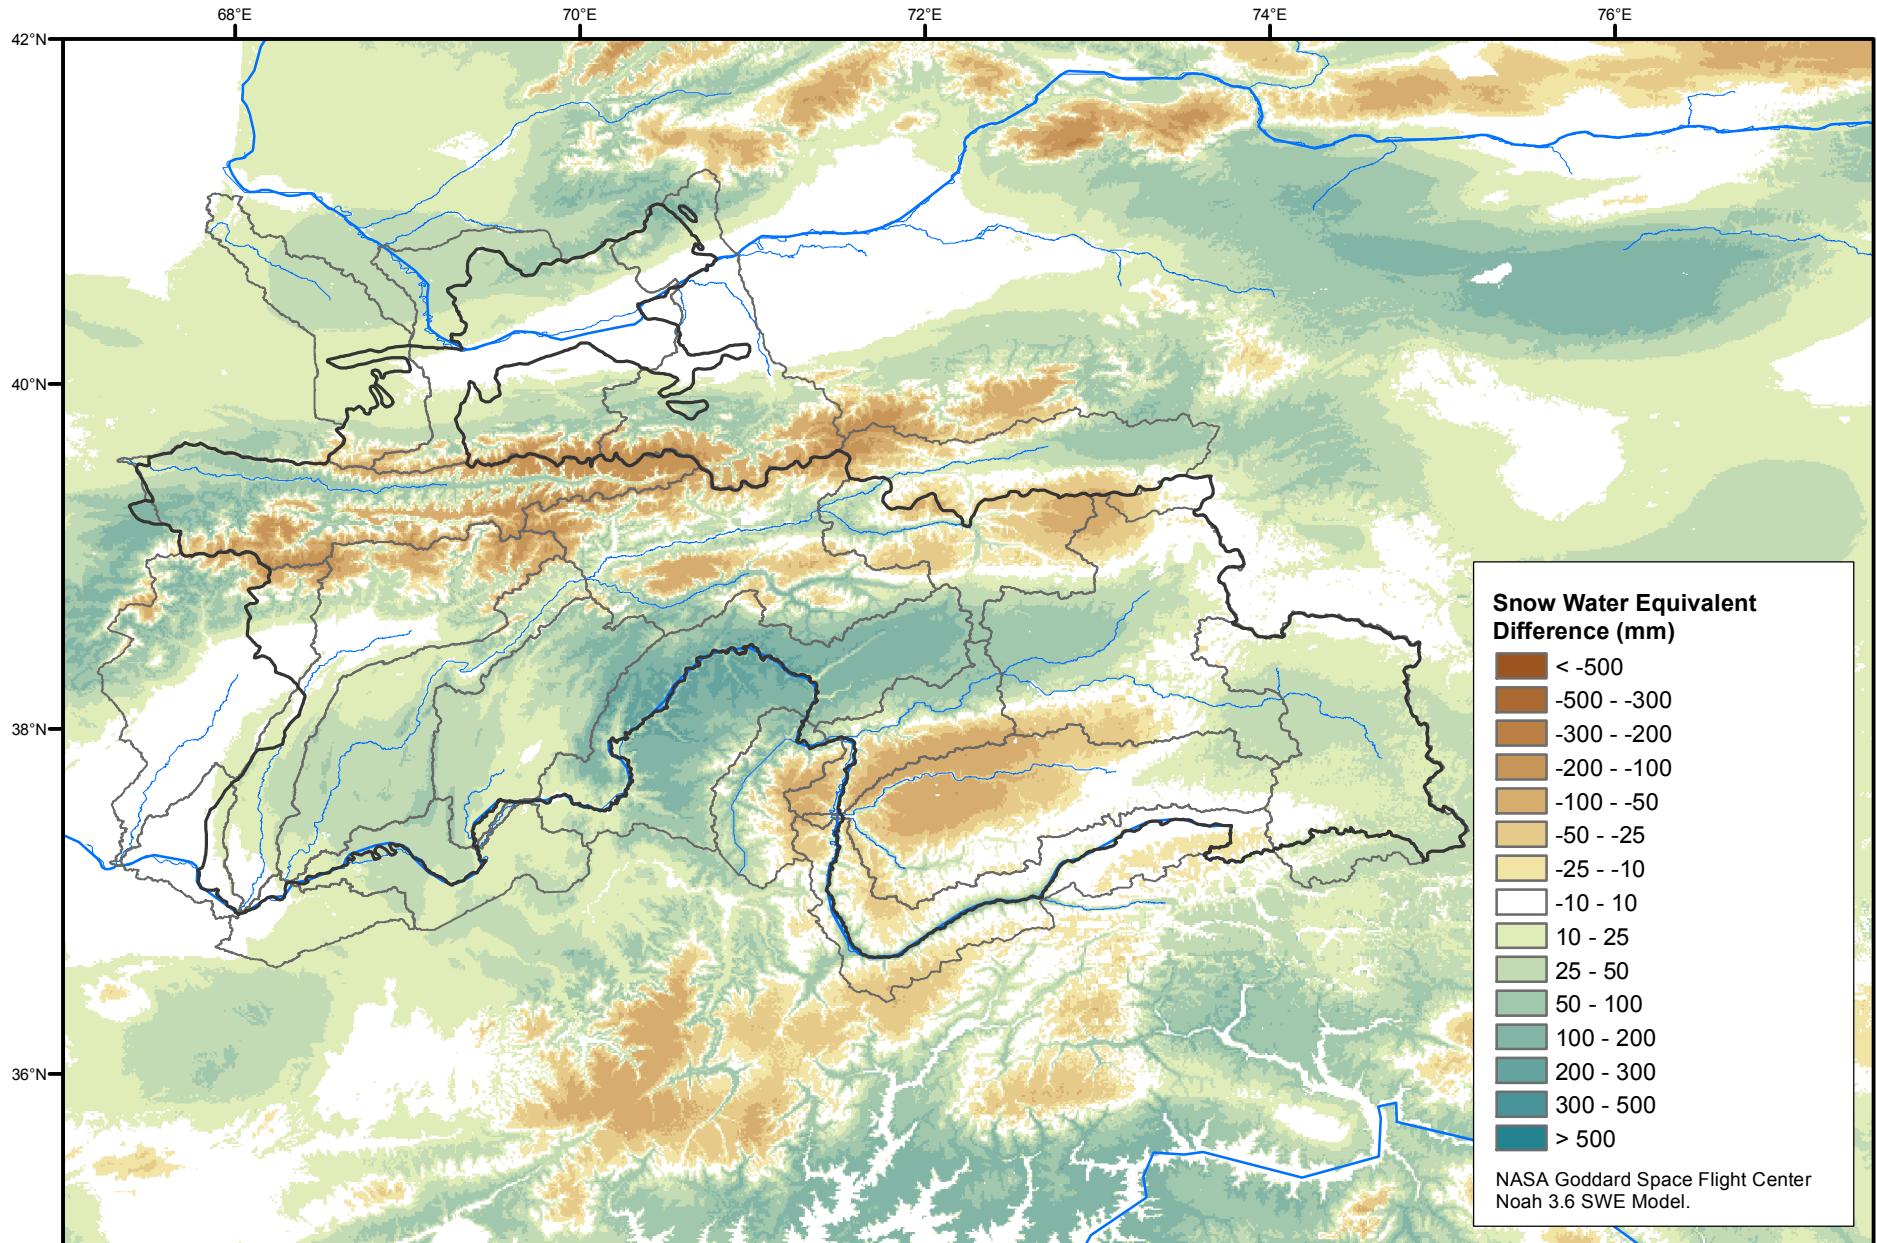 68°E
70°E
72°E
74°E
76°E
42°N
40°N
38°N
36°N
Snow Water Equivalent
Difference (mm)
< -500
-500 - -300
-300 - -200
-200 - -100
-100 - -50
-50 - -25
-25 - -10
-10 - 10
10 - 25
25 - 50
50 - 100
100 - 200
200 - 300
300 - 500
> 500
NASA Goddard Space Flight Center
Noah 3.6 SWE Model.